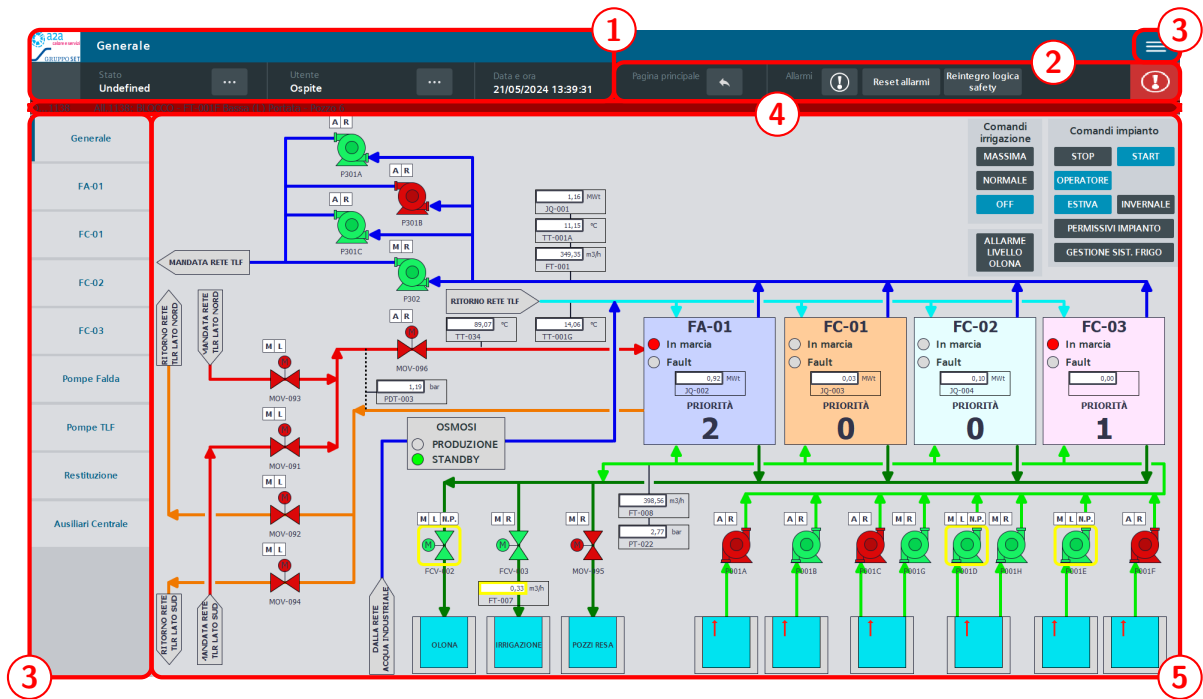 1
2
3
a2a
calore e servizi
GRUPPO SET
Generale
Stato
Undefined
...
Utente
Ospite
...
Data e ora
21/05/2024 13:39:31
Pagina principale
Allarmi
Reset allarmi
Reintegro logica
safety
4
Generale
FA-01
FC-01
FC-02
FC-03
Pompe Falda
Pompe TLF
Restituzione
Ausiliari Centrale
3
A R
P301A
A R
P301B
A R
P301C
M R
P302
MANDATA RETE TLF
1,16 MWt
JQ-001
11,15 °C
TT-001A
349,35 m3/h
FT-001
Comandi
irrigazione
MASSIMA
NORMALE
OFF
ALLARME
LIVELLO
OLONA
Comandi impianto
STOP
START
OPERATORE
ESTIVA
INVERNALE
PERMISSIVI IMPIANTO
GESTIONE SIST. FRIGO
RITORNO RETE
TLR LATO NORD
MANDATA RETE
TLR LATO NORD
RITORNO RETE TLF
89,07 °C
TT-034
14,06 °C
TT-001G
A R
M
MOV-096
1,19 bar
PDT-003
M L
M
MOV-093
M L
M
MOV-091
M L
M
MOV-092
M L
M
MOV-094
RITORNO RETE
TLR LATO SUD
MANDATA RETE
TLR LATO SUD
FA-01
In marcia
Fault
0,92 MWt
JQ-002
PRIORITÀ
2
FC-01
In marcia
Fault
0,03 MWt
JQ-003
PRIORITÀ
0
FC-02
In marcia
Fault
0,10 MWt
JQ-004
PRIORITÀ
0
FC-03
In marcia
Fault
0,00
PRIORITÀ
1
OSMOSI
PRODUZIONE
STANDBY
398,56 m3/h
FT-008
2,77 bar
PT-022
M L N.P.
M
FCV-002
M R
M
FCV-003
M R
M
MOV-095
0,33 m3/h
FT-007
A R
P001A
A R
P001B
A R
P001C
M R
P001G
M L N.P.
P001D
M R
P001H
M L N.P.
P001E
A R
P001F
DALLA RETE
ACQUA INDUSTRIALE
OLONA
IRRIGAZIONE
POZZI RESA
3
5